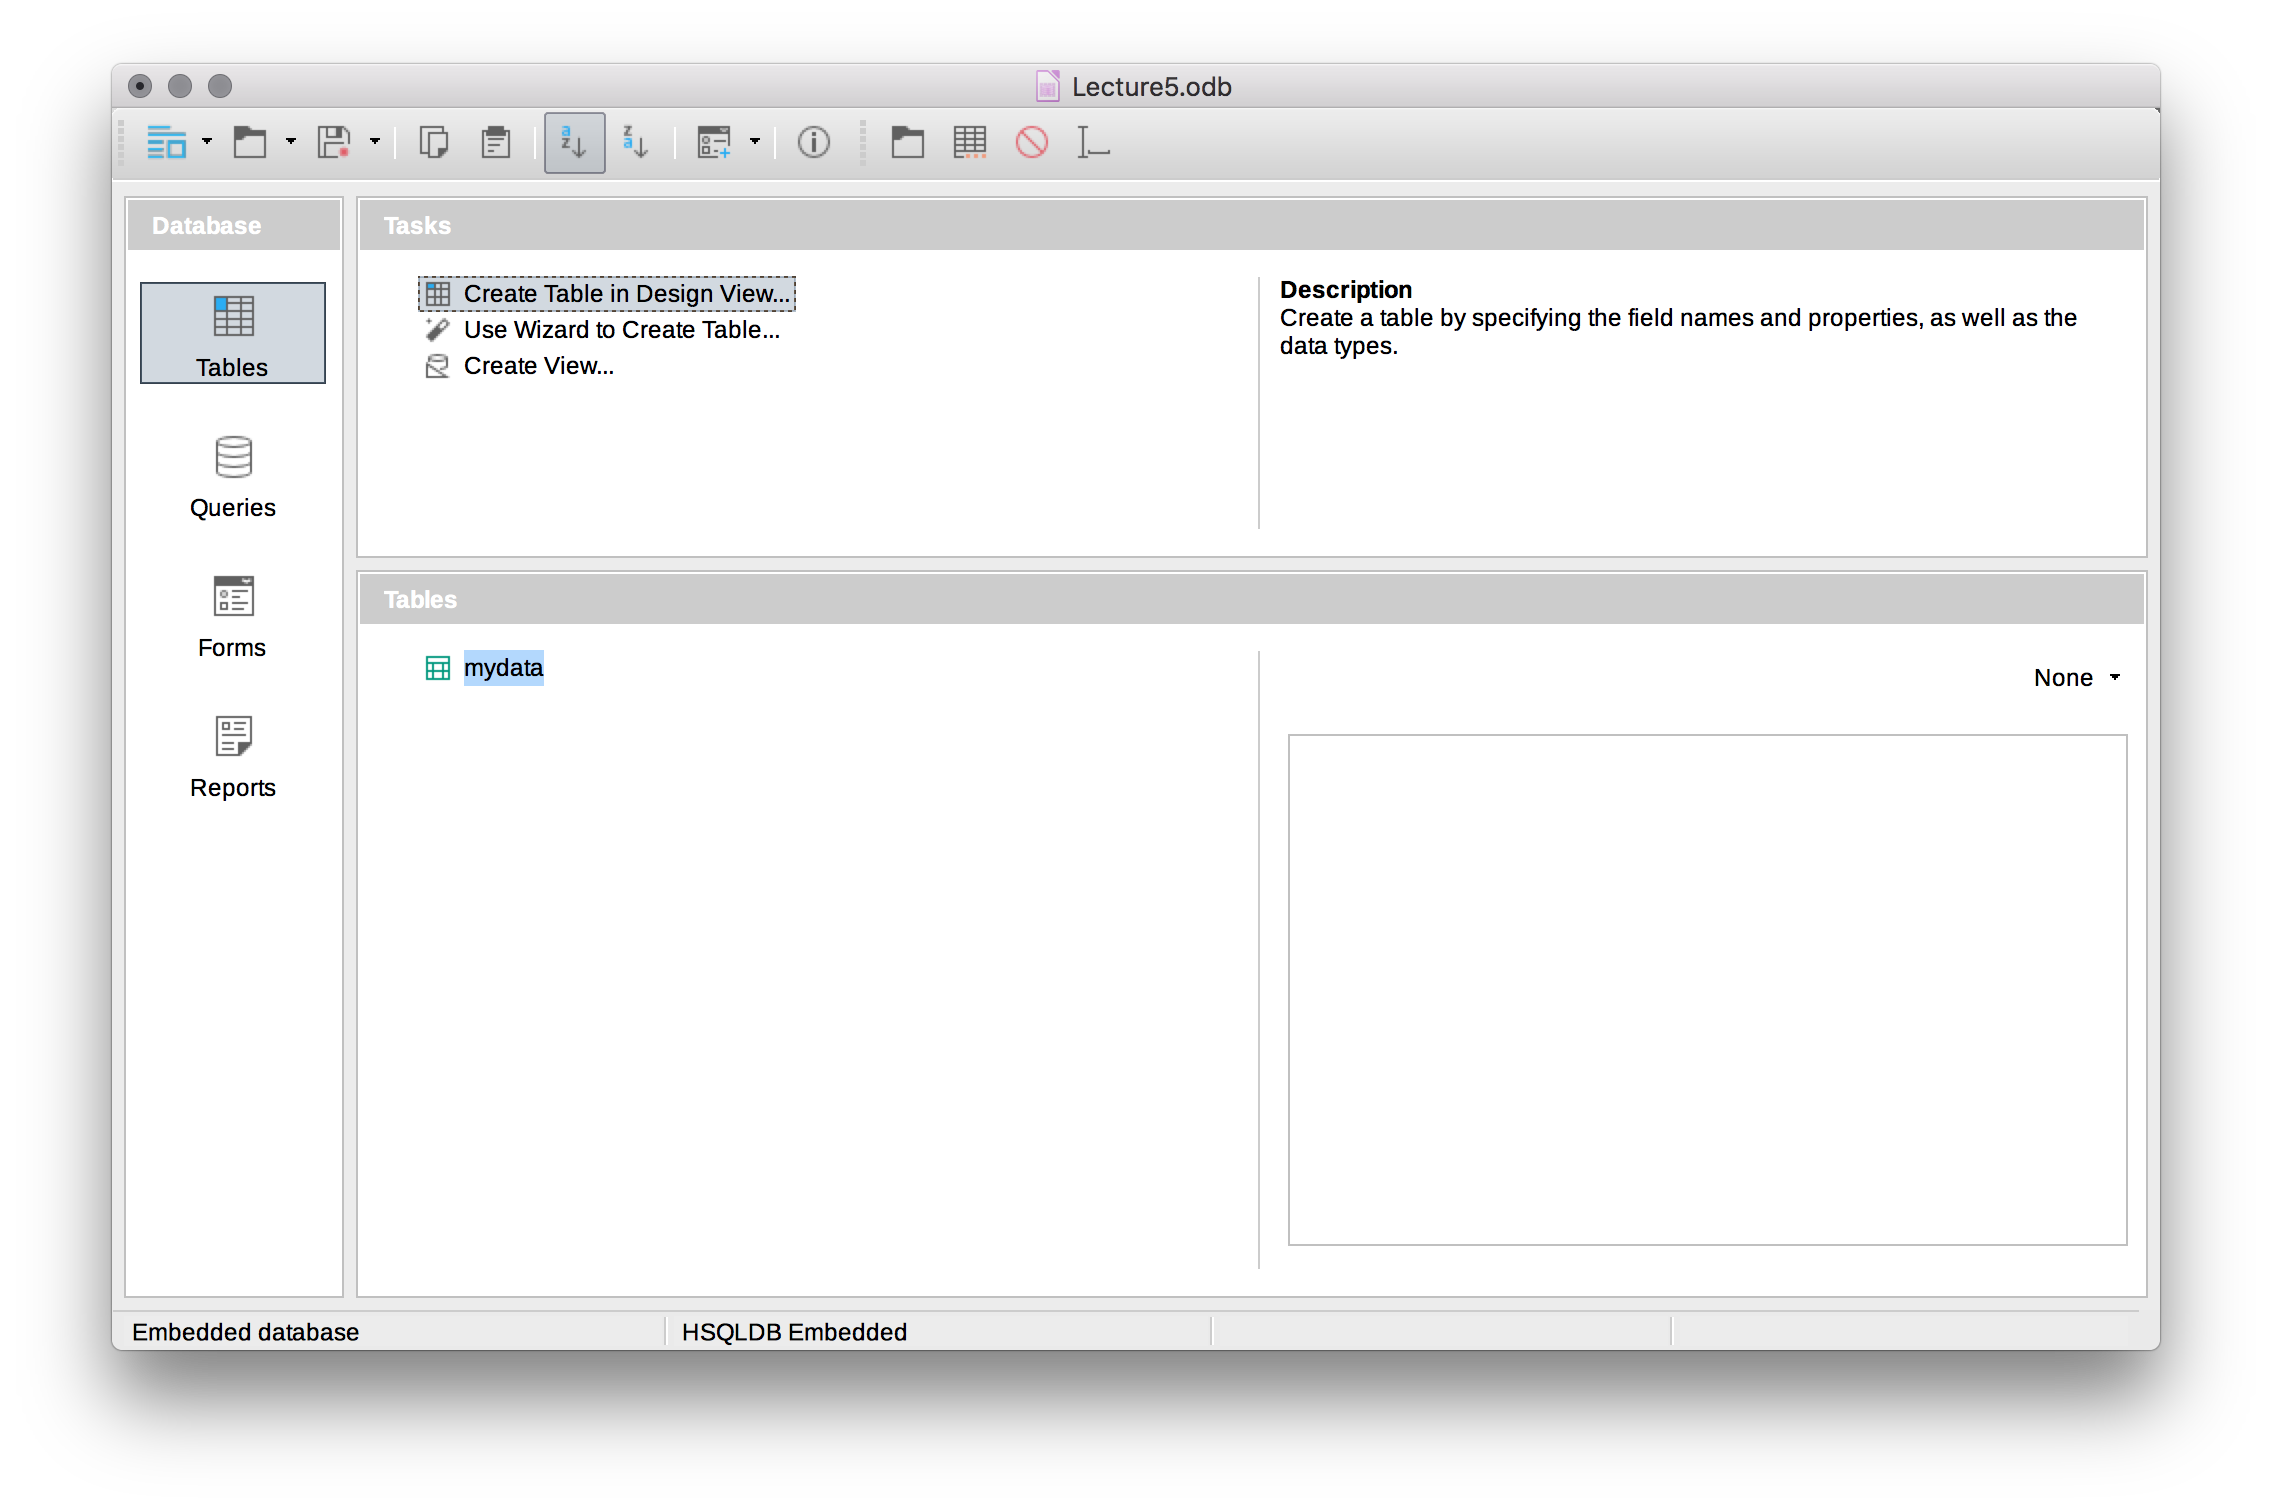 Lecture5.odb
Database
Tables
Queries
Forms
Reports
Tasks
Create Table in Design View...
Use Wizard to Create Table...
Create View...
Description
Create a table by specifying the field names and properties, as well as the
data types.
Tables
mydata
None
Embedded database
HSQLDB Embedded